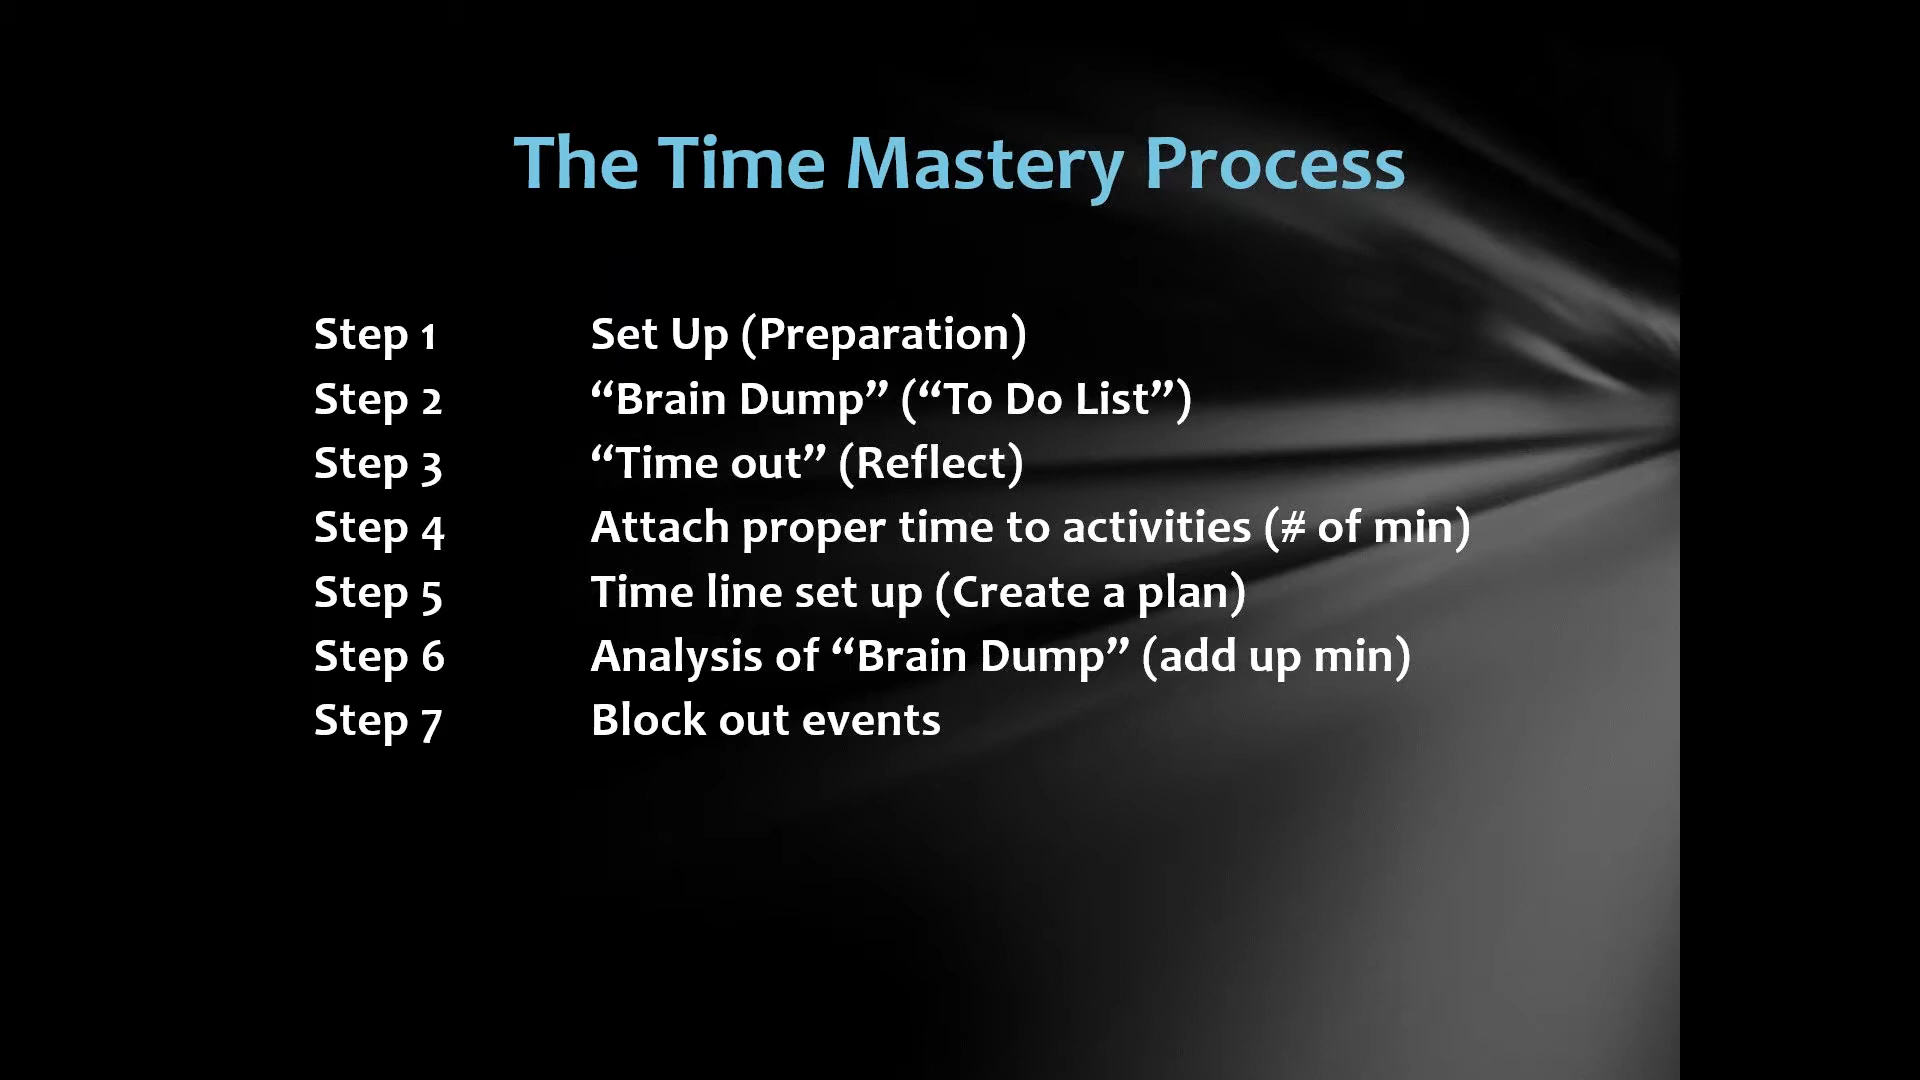 The Time Mastery Process
Step 1 Set Up (Preparation)
Step 2 “Brain Dump” (“To Do List”)
Step 3 “Time out” (Reflect)
Step 4 Attach proper time to activities (# of min)
Step 5 Time line set up (Create a plan)
Step 6 Analysis of “Brain Dump” (add up min)
Step 7 Block out events